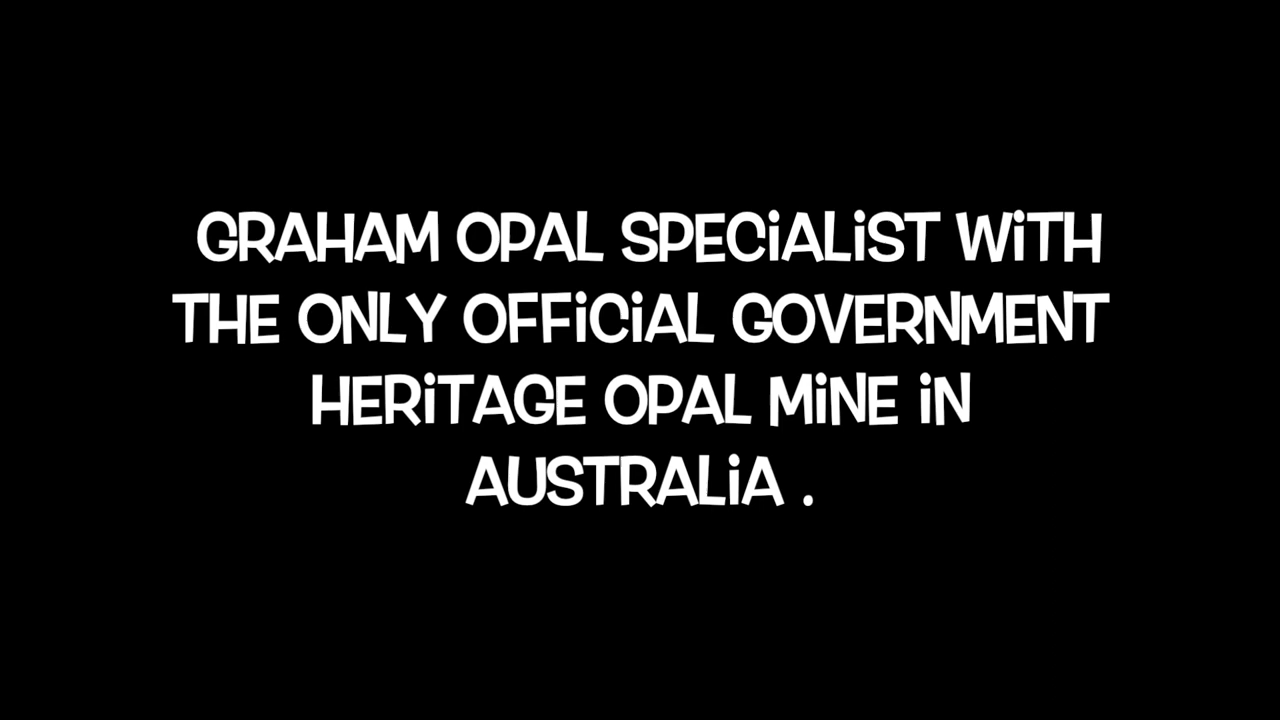 GRAHAM OPAL SPECiALiST WiTH
THE ONLY OFFiCiAL GOVERNMENT
HERiTAGE OPAL MiNE iN
AUSTRALiA .